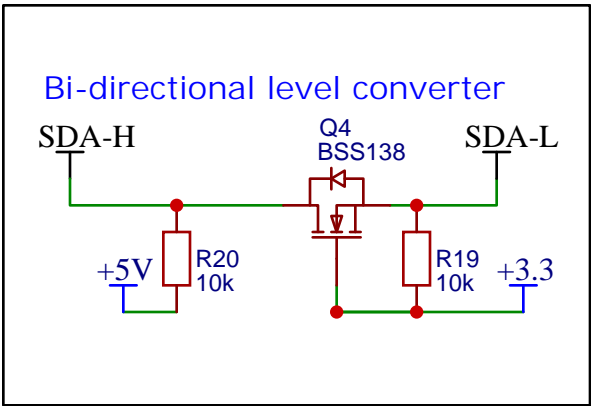 Bi-directional level converter
SDA-H
Q4
BSS138
SDA-L
+5V
R20
10k
R19
10k
+3.3